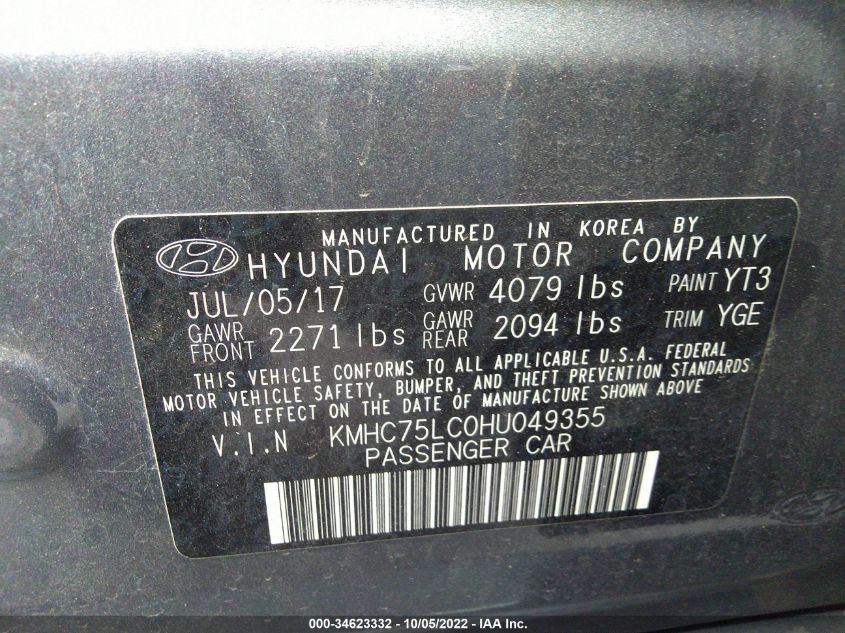 MANUFACTURED IN KOREA BY
HYUNDAI MOTOR COMPANY
JUL/05/17 GVWR 4079 lbs PAINT YT3
GAWR FRONT 2271 lbs GAWR REAR 2094 lbs TRIM YGE
THIS VEHICLE CONFORMS TO ALL APPLICABLE U.S.A. FEDERAL
MOTOR VEHICLE SAFETY, BUMPER, AND THEFT PREVENTION STANDARDS
IN EFFECT ON THE DATE OF MANUFACTURE SHOWN ABOVE
V.I.N KMHC75LC0HU049355
PASSENGER CAR
000-34623332 - 10/05/2022 - © IAA, Inc.